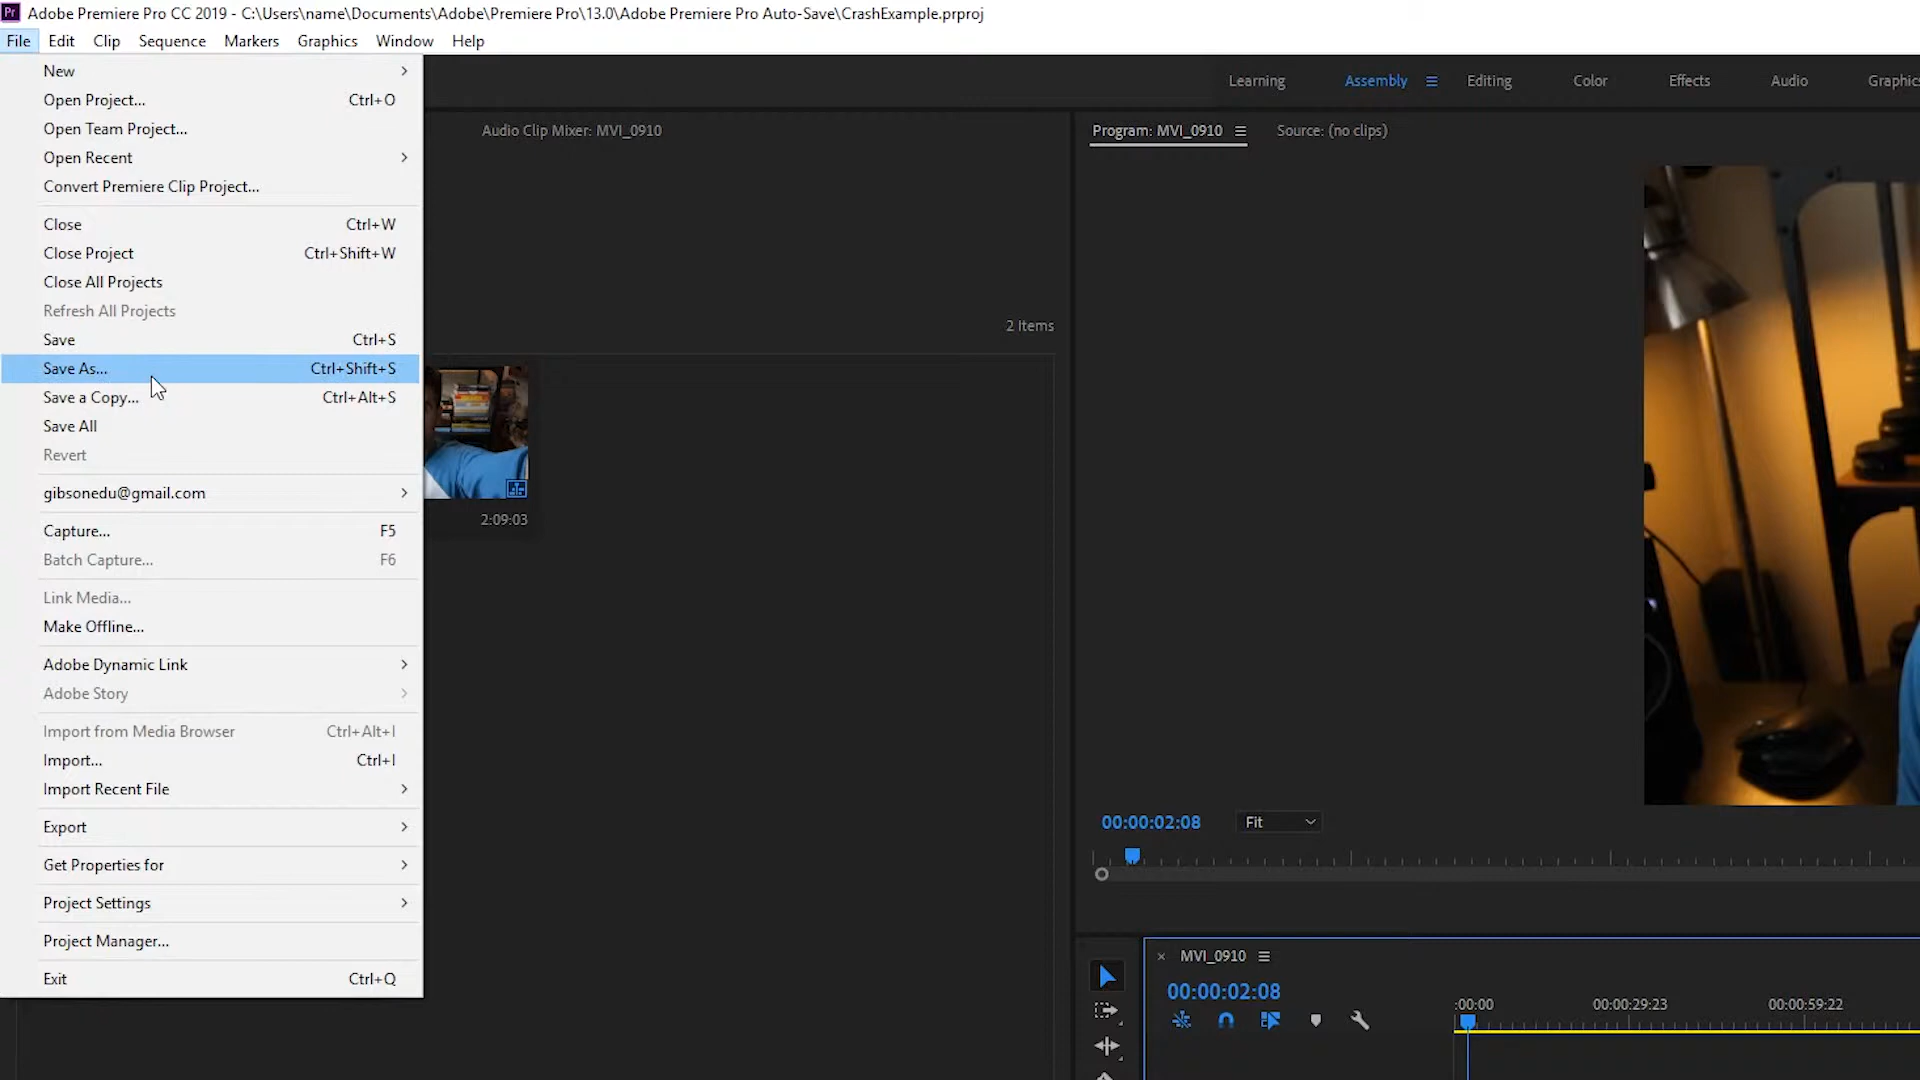 Pr Adobe Premiere Pro CC 2019 - C:\Users\name\Documents\Adobe\Premiere Pro\13.0\Adobe Premiere Pro Auto-Save\CrashExample.prproj
File Edit Clip Sequence Markers Graphics Window Help
New
Open Project... Ctrl+O
Open Team Project...
Open Recent
Convert Premiere Clip Project...
Close Ctrl+W
Close Project Ctrl+Shift+W
Close All Projects
Refresh All Projects
Save Ctrl+S
Save As... Ctrl+Shift+S
Save a Copy... Ctrl+Alt+S
Save All
Revert
gibsonedu@gmail.com
Capture... F5
Batch Capture... F6
Link Media...
Make Offline...
Adobe Dynamic Link
Adobe Story
Import from Media Browser Ctrl+Alt+I
Import... Ctrl+I
Import Recent File
Export
Get Properties for
Project Settings
Project Manager...
Exit Ctrl+Q
Learning Assembly Editing Color Effects Audio Graphics
Audio Clip Mixer: MVI_0910
2 Items
2:09:03
Program: MVI_0910 Source: (no clips)
00:00:02:08 Fit
MVI_0910
00:00:02:08
:00:00 00:00:29:23 00:00:59:22